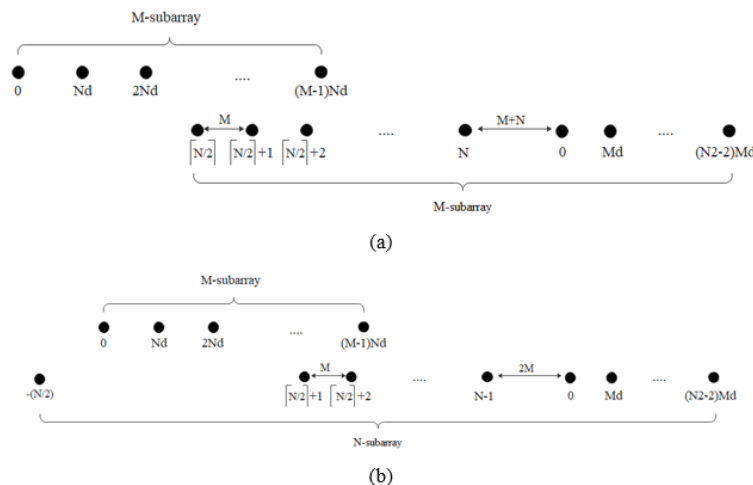 M-subarray
0 Nd 2Nd .... (M-1)Nd
M .... M+N ....
⌈N/2⌉ ⌈N/2⌉+1 ⌈N/2⌉+2 N 0 Md (N2-2)Md
M-subarray
(a)
M-subarray
0 Nd 2Nd .... (M-1)Nd
M .... 2M ....
-(N/2) ⌈N/2⌉+1 ⌈N/2⌉+2 N-1 0 Md (N2-2)Md
N-subarray
(b)